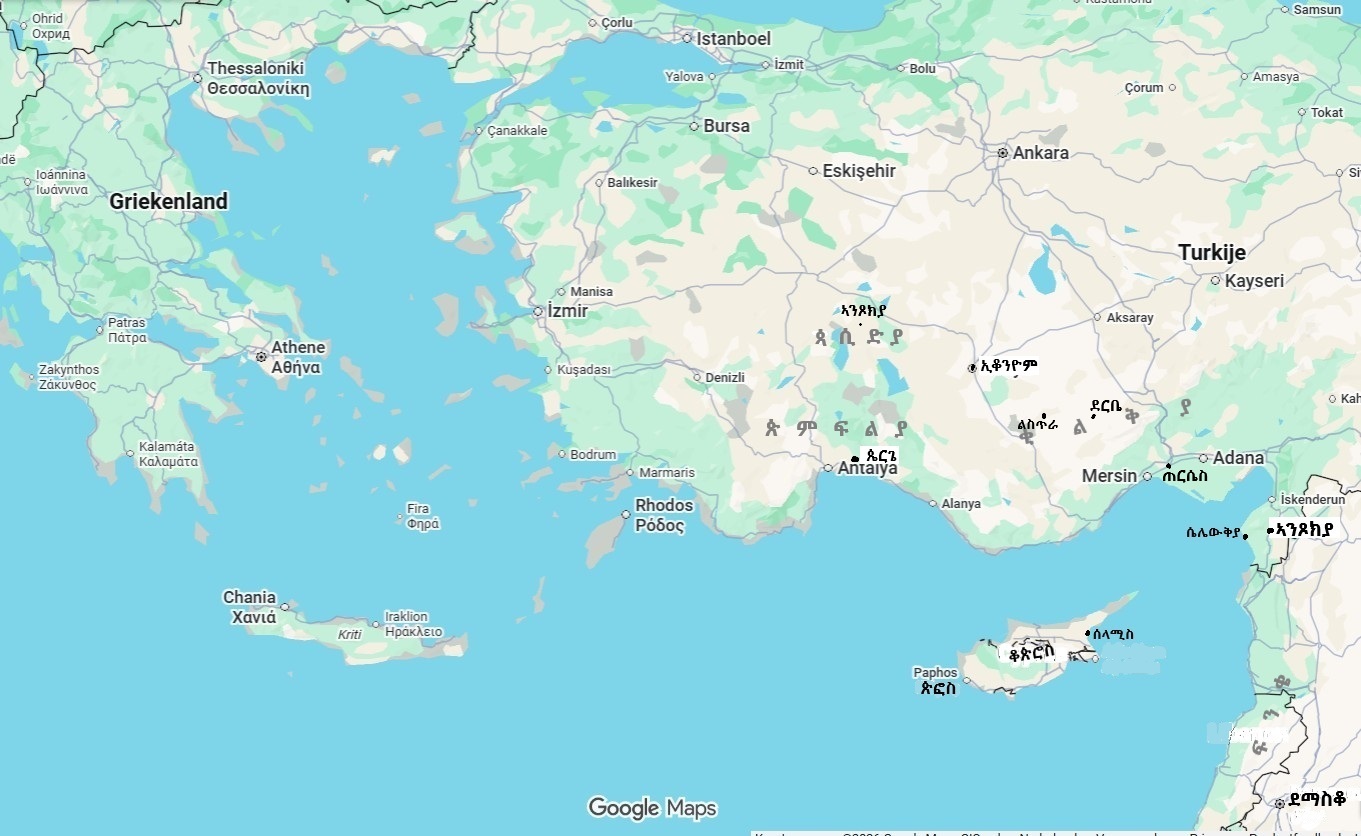 Ohrid
Охрид
Çorlu
Samsun
Istanboel
Thessaloniki
Θεσσαλονίκη
Yalova
İzmit
Bolu
Amasya
Çorum
Tokat
Çanakkale
Bursa
Ankara
Ioánnina
Ιωάννινα
Eskişehir
Balıkesir
Griekenland
Turkije
Kayseri
Manisa
İzmir
ኣንጾክያ
Aksaray
Patras
Πάτρα
ጳ ሲ ድ ያ
Athene
Αθήνα
ኢቆንዮም
Zakynthos
Ζάκυνθος
Kuşadası
Denizli
ደርቤ
ልስጥራ
ቂ ል ቅ ያ
ጵ ም ፍ ል ያ
Kalamáta
Καλαμάτα
Bodrum
Marmaris
ጴርጌ
Antalya
Adana
Mersin
ጠርሴስ
Alanya
İskenderun
Rhodos
Ρόδος
Fira
Φηρά
ሴሌውቅያ
ኣንጾክያ
Chania
Χανιά
Iraklion
Ηράκλειο
Kriti
ሰላሚስ
ቆጵሮስ
Paphos
ጳፎስ
ፍ ን ቄ
ደማስቆ
Google Maps